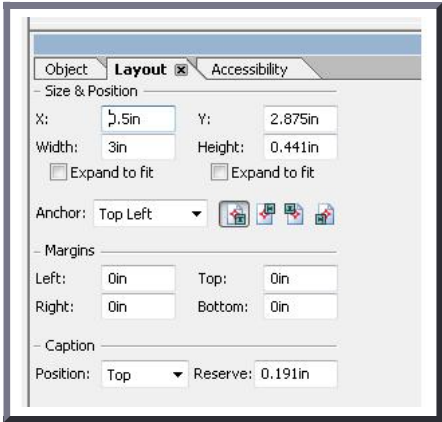 Object Layout Accessibility
Size & Position
X: 0.5in Y: 2.875in
Width: 3in Height: 0.441in
Expand to fit Expand to fit
Anchor: Top Left
Margins
Left: 0in Top: 0in
Right: 0in Bottom: 0in
Caption
Position: Top Reserve: 0.191in